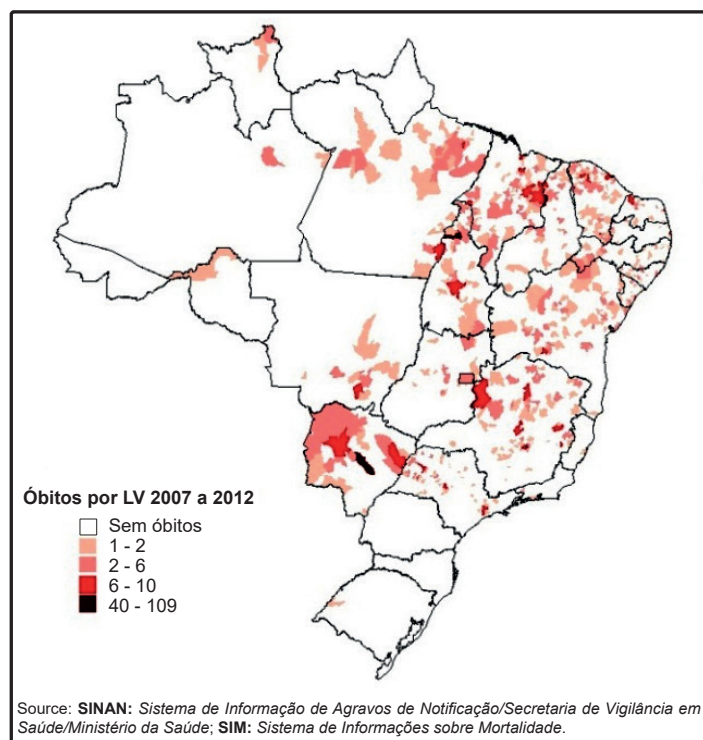 Óbitos por LV 2007 a 2012
Sem óbitos
1 - 2
2 - 6
6 - 10
40 - 109
Source: SINAN: Sistema de Informação de Agravos de Notificação/Secretaria de Vigilância em
Saúde/Ministério da Saúde; SIM: Sistema de Informações sobre Mortalidade.